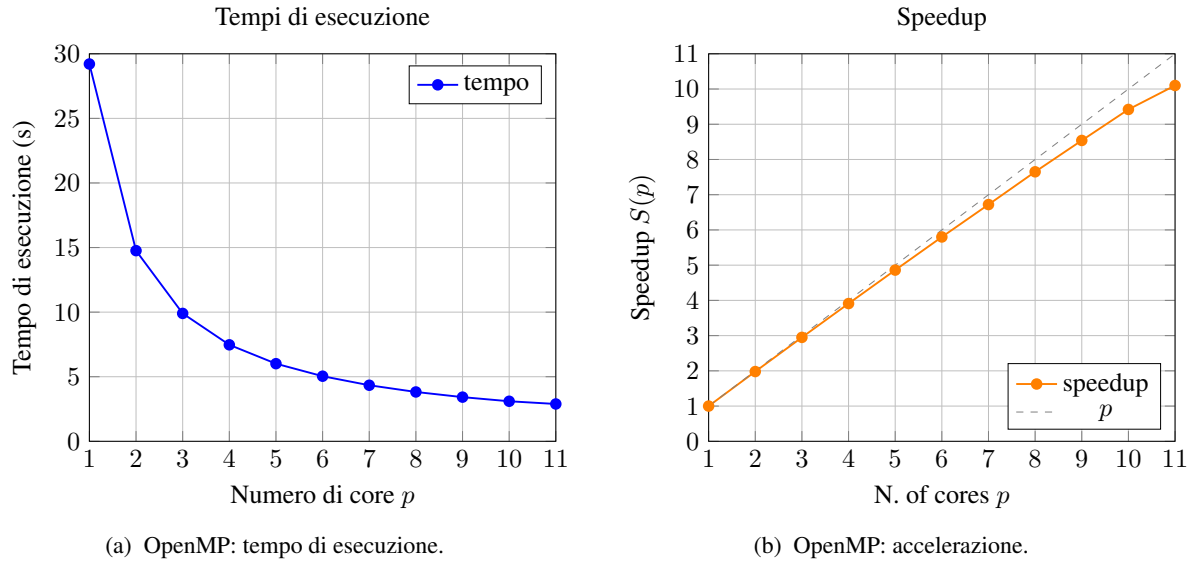 Tempi di esecuzione
30
25
20
15
10
5
0
Tempo di esecuzione (s)
tempo
1 2 3 4 5 6 7 8 9 10 11
Numero di core p
(a) OpenMP: tempo di esecuzione.
Speedup
11
10
9
8
7
6
5
4
3
2
1
0
Speedup S(p)
speedup
p
1 2 3 4 5 6 7 8 9 10 11
N. of cores p
(b) OpenMP: accelerazione.